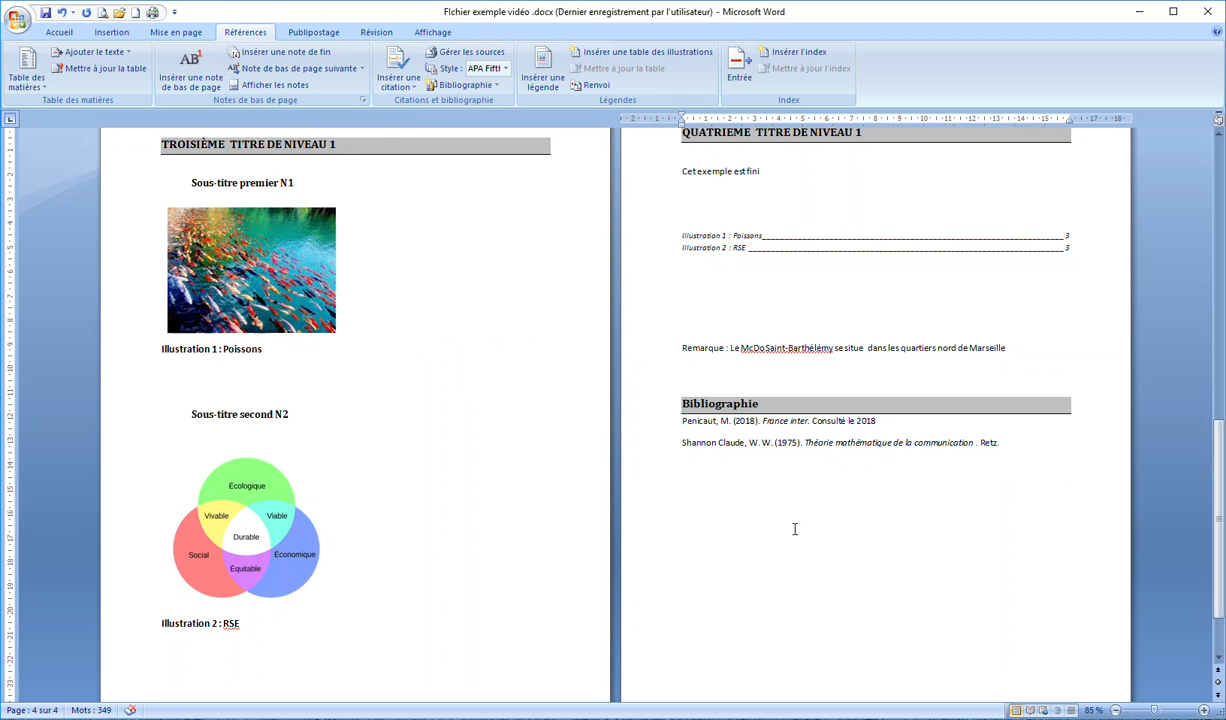 FIchier exemple vidéo .docx (Dernier enregistrement par l'utilisateur) - Microsoft Word
Accueil Insertion Mise en page Références Publipostage Révision Affichage
Table des matières
Ajouter le texte
Mettre à jour la table
Table des matières
AB¹
Insérer une note de bas de page
Insérer une note de fin
Note de bas de page suivante
Afficher les notes
Notes de bas de page
Insérer une citation
Gérer les sources
Style : APA Fifth
Bibliographie
Citations et bibliographie
Insérer une légende
Insérer une table des illustrations
Mettre à jour la table
Renvoi
Légendes
Entrée
Insérer l'index
Mettre à jour l'index
Index
TROISIÈME TITRE DE NIVEAU 1
Sous-titre premier N1
Illustration 1 : Poissons
Sous-titre second N2
Écologique
Vivable
Viable
Durable
Social
Économique
Équitable
Illustration 2 : RSE
QUATRIEME TITRE DE NIVEAU 1
Cet exemple est fini
Illustration 1 : Poissons 3
Illustration 2 : RSE 3
Remarque : Le McDo Saint-Barthélémy se situe dans les quartiers nord de Marseille
Bibliographie
Penicaut, M. (2018). France inter. Consulté le 2018
Shannon Claude, W. W. (1975). Théorie mathématique de la communication . Retz.
Page : 4 sur 4 Mots : 349 85 %